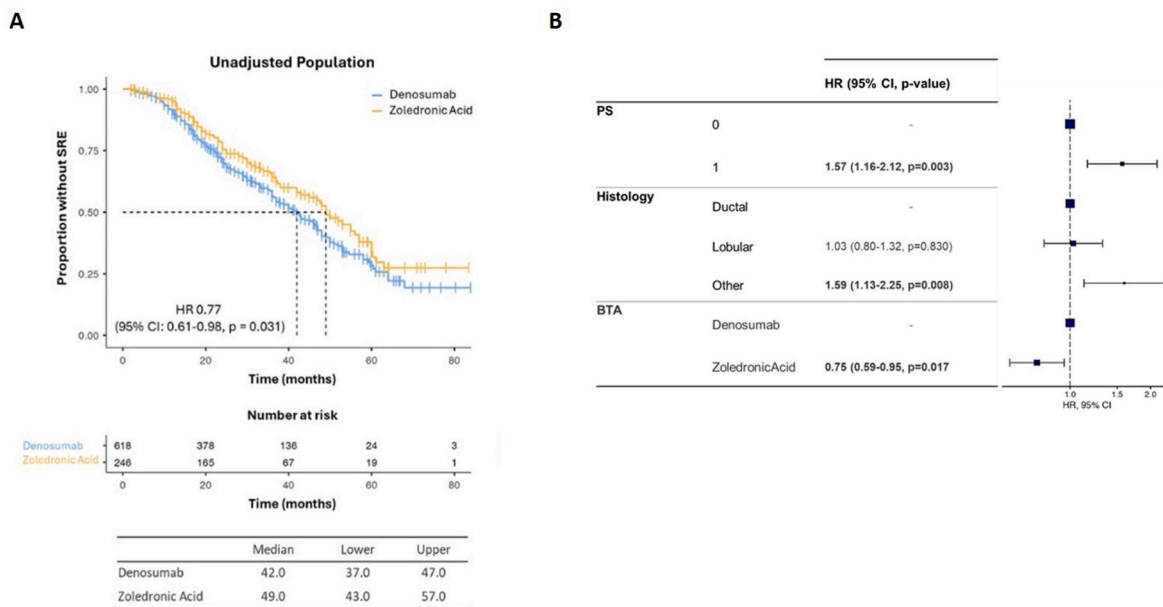 A
Unadjusted Population
Denosumab
Zoledronic Acid
Proportion without SRE
1.00
0.75
0.50
0.25
0.00
HR 0.77
(95% CI: 0.61-0.98, p = 0.031)
0 20 40 60 80
Time (months)
Number at risk
Denosumab 618 378 136 24 3
Zoledronic Acid 246 165 67 19 1
0 20 40 60 80
Time (months)
Median Lower Upper
Denosumab 42.0 37.0 47.0
Zoledronic Acid 49.0 43.0 57.0
B
HR (95% CI, p-value)
PS
0 -
1 1.57 (1.16-2.12, p=0.003)
Histology
Ductal -
Lobular 1.03 (0.80-1.32, p=0.830)
Other 1.59 (1.13-2.25, p=0.008)
BTA
Denosumab -
ZoledronicAcid 0.75 (0.59-0.95, p=0.017
1.0 1.5 2.0
HR, 95% CI